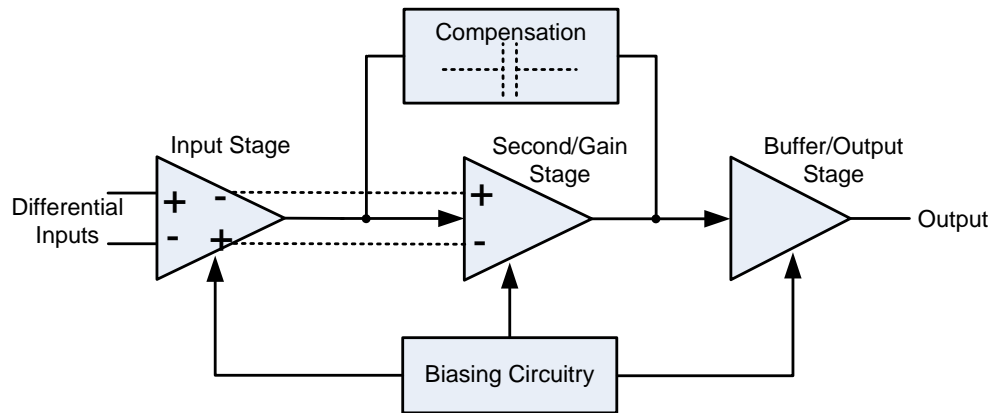 Compensation
Input Stage
Second/Gain
Stage
Buffer/Output
Stage
Differential
Inputs
+ -
- +
+
-
Output
Biasing Circuitry